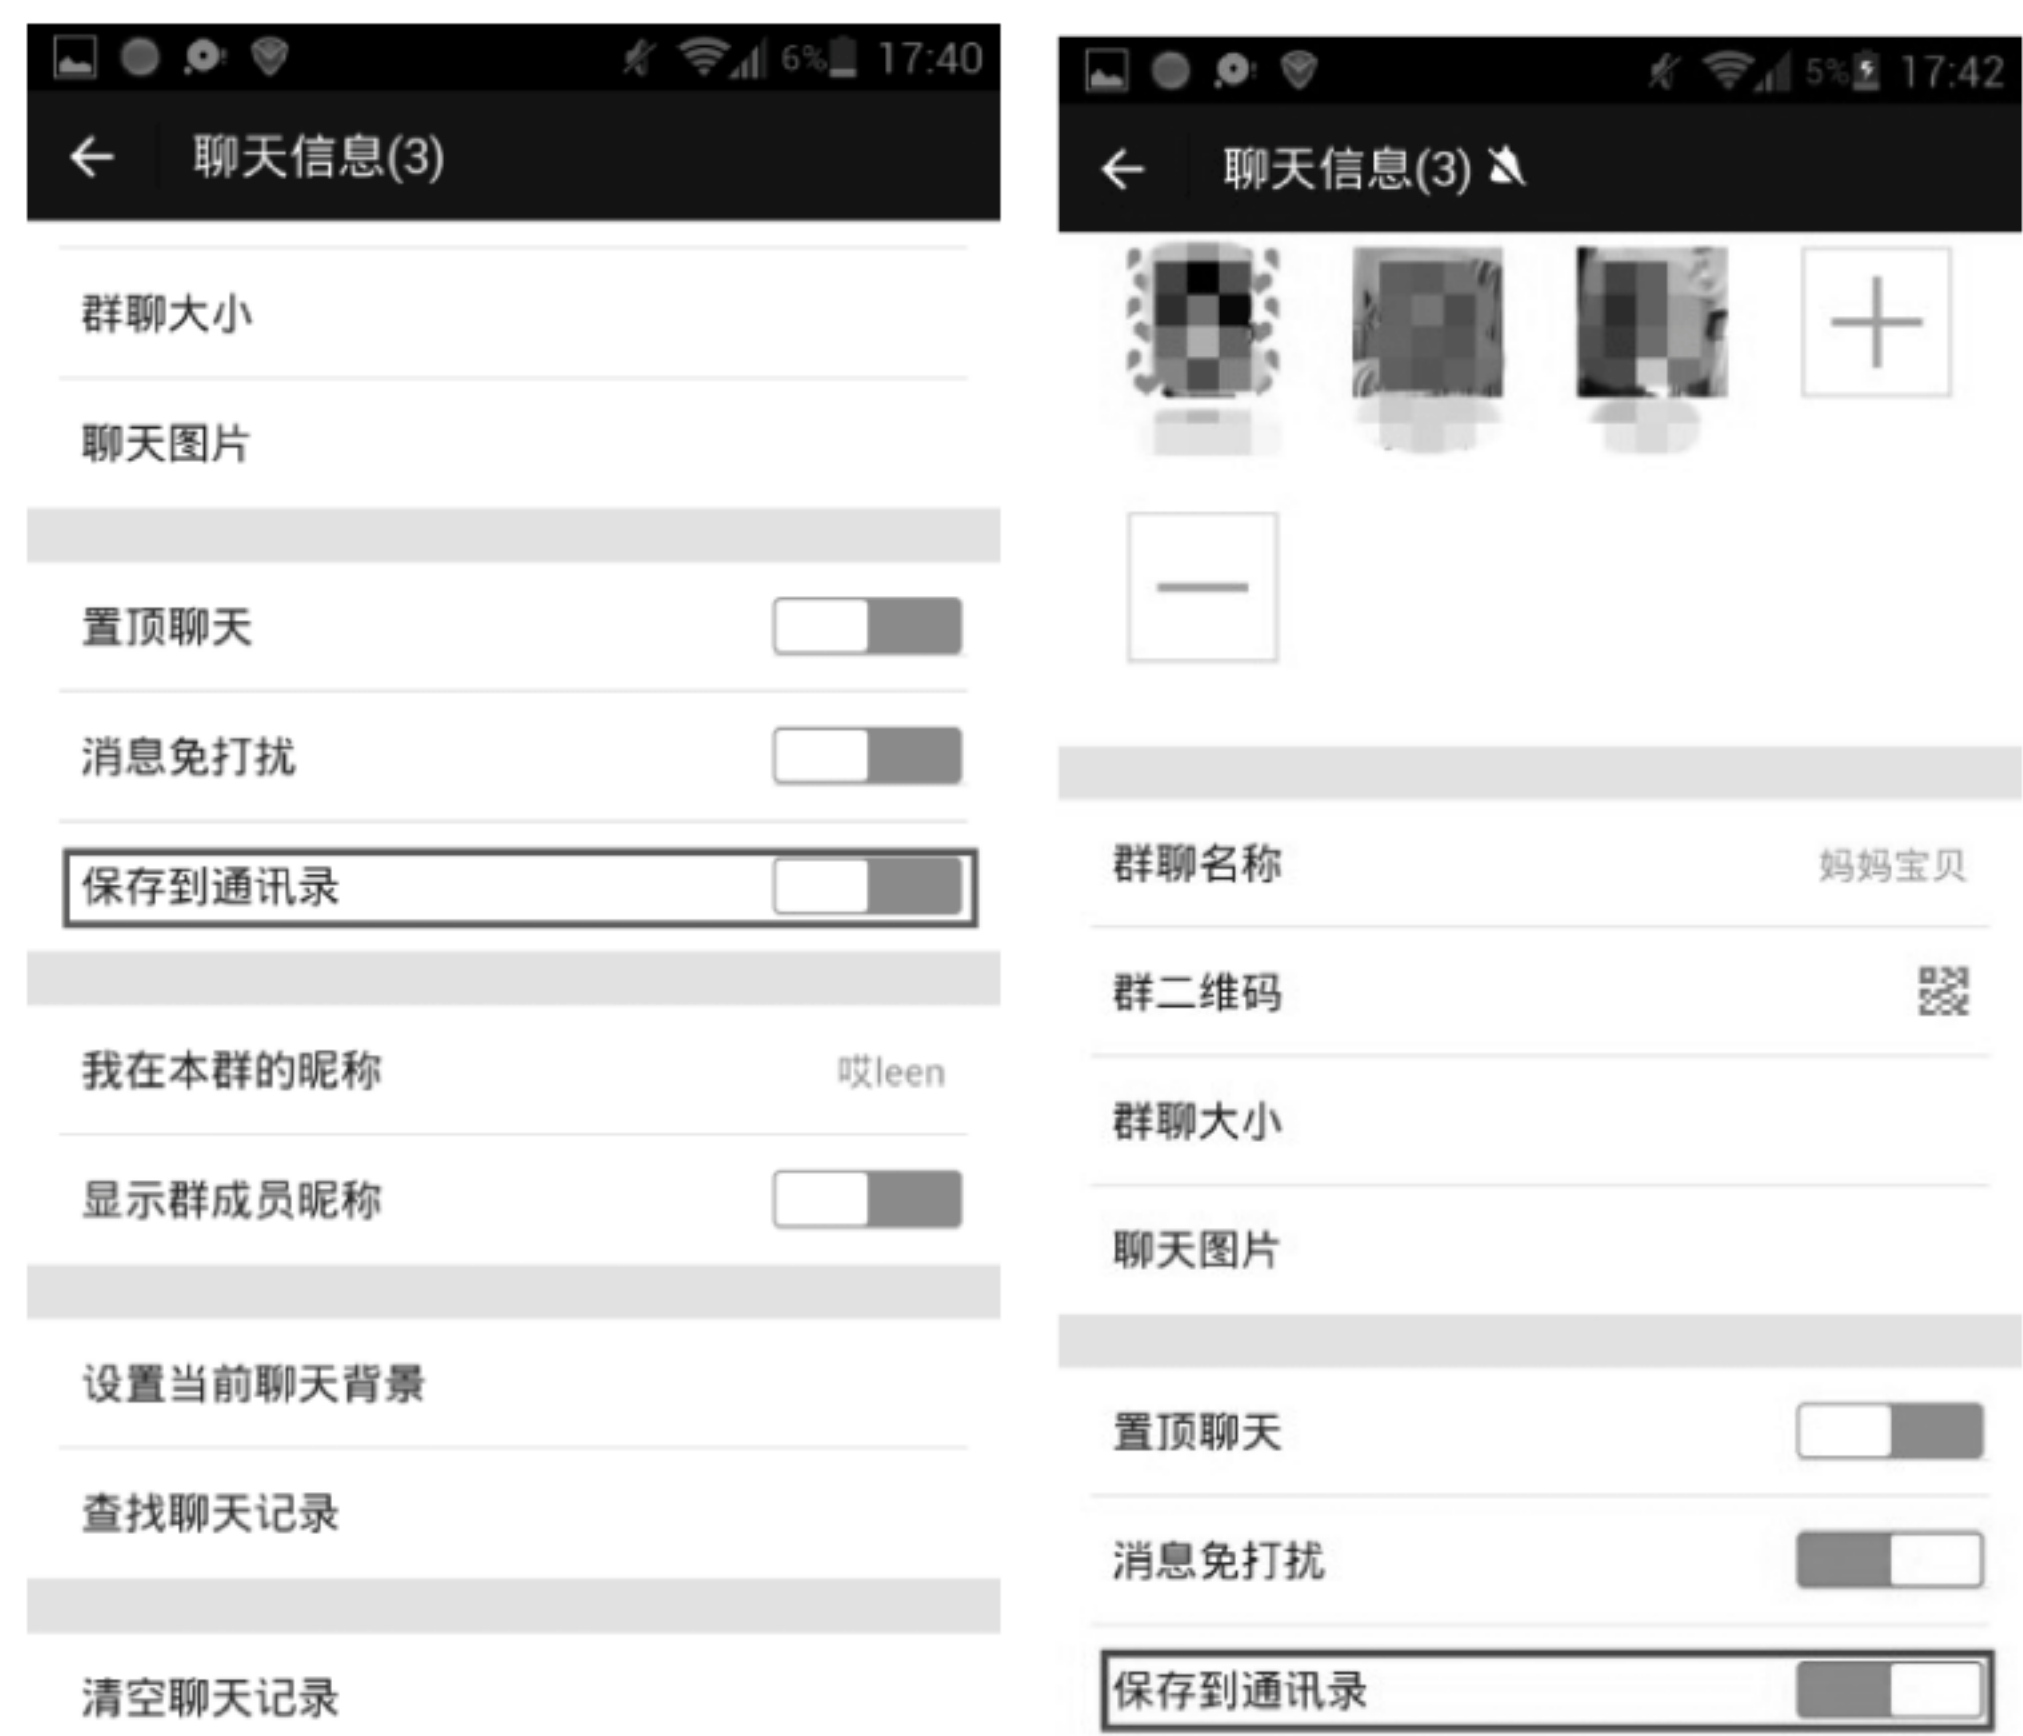 6% 17:40
聊天信息(3)
群聊大小
聊天图片
置顶聊天
消息免打扰
保存到通讯录
我在本群的昵称 哎leen
显示群成员昵称
设置当前聊天背景
查找聊天记录
清空聊天记录
5% 17:42
聊天信息(3)
群聊名称 妈妈宝贝
群二维码
群聊大小
聊天图片
置顶聊天
消息免打扰
保存到通讯录